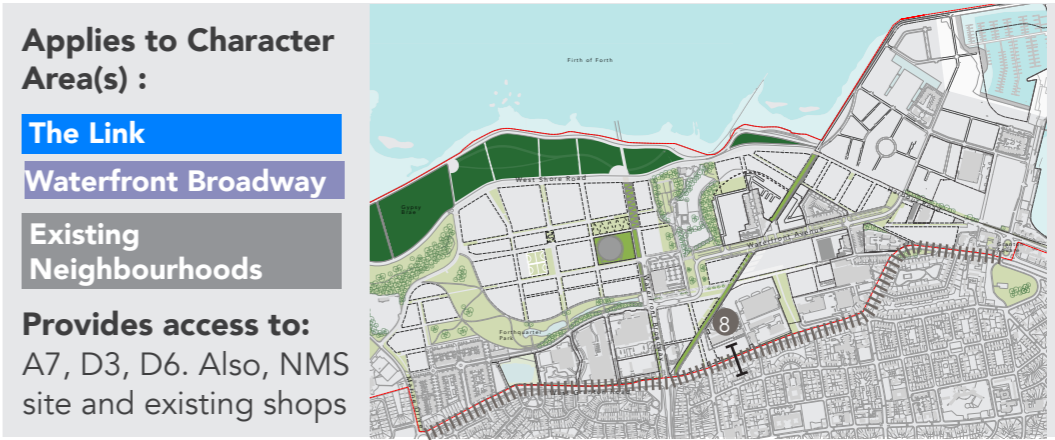 Applies to Character
Area(s) :
The Link
Waterfront Broadway
Existing
Neighbourhoods
Provides access to:
A7, D3, D6. Also, NMS
site and existing shops
Firth of Forth
West Shore Road
Waterfront Avenue
Forthquarter
Park
8